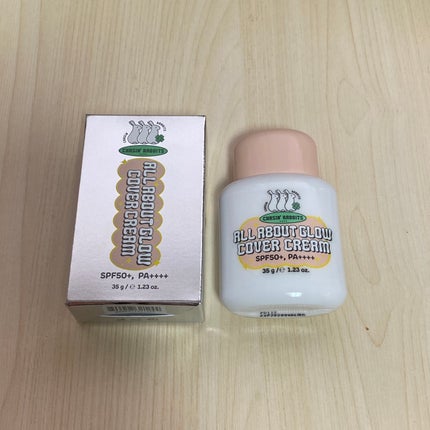 CHASIN' RABBITS
ALL ABOUT GLOW
COVER CREAM
SPF50+, PA++++
35 g / ℮ 1.23 oz.
CHASIN' RABBITS
ALL ABOUT GLOW
COVER CREAM
SPF50+, PA++++
35 g / ℮ 1.23 oz.